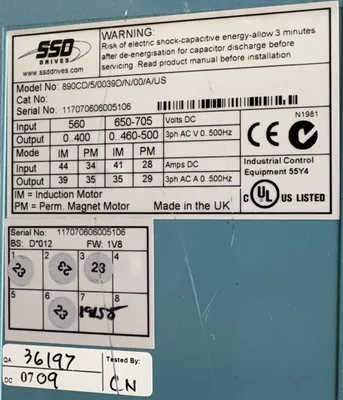 SSD
DRIVES
www.ssddrives.com
WARNING:
Risk of electric shock-capacitive energy-allow 3 minutes
after de-energisation for capacitor discharge before
servicing. Read product manual before installation
Model No: 890CD/5/0039D/N/00/A/US
Cat No:
Serial No: 117070606005106
Input 560 650-705 Volts DC
Output 0..400 0..460-500 3ph AC V 0..500Hz
IM PM IM PM
Input 44 34 41 28 Amps DC
Output 39 35 35 29 3ph AC A 0..500Hz
IM = Induction Motor
PM = Perm. Magnet Motor Made in the UK
N1981
CE
Industrial Control
Equipment 55Y4
C UL US LISTED
Serial No: 117070606005106
BS: D*012 FW: 1V8
1 2 3 4
23 23 23
5 6 7 8
23
QA 36197
DC 0709
Tested By:
CN